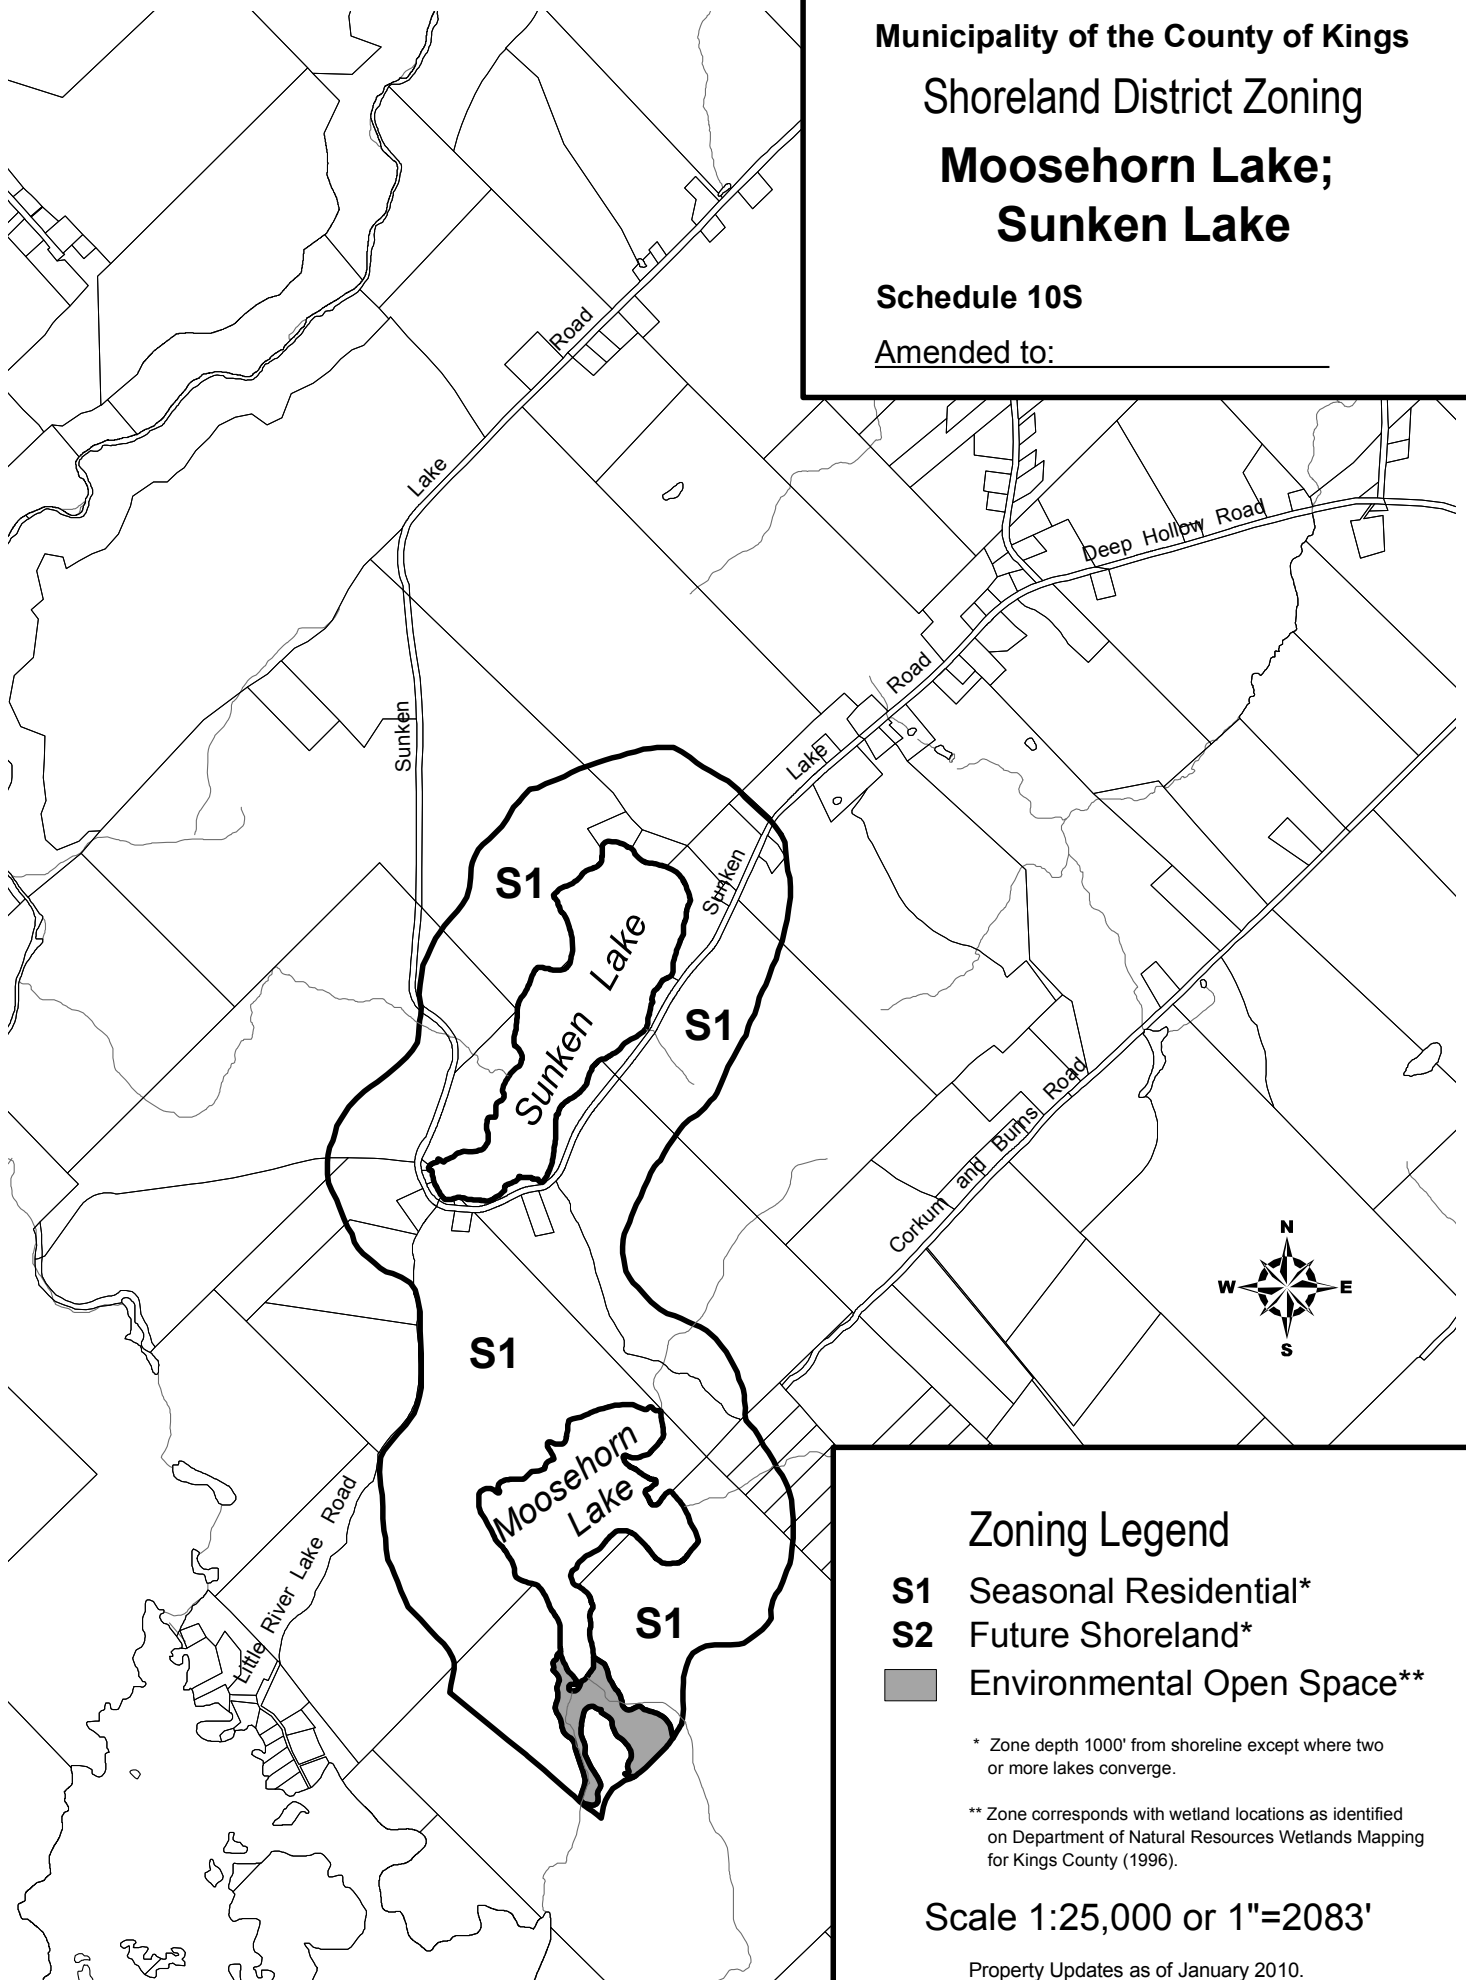 Municipality of the County of Kings
Shoreland District Zoning
Moosehorn Lake;
Sunken Lake
Schedule 10S
Amended to:
Road
Lake
Sunken
Deep Hollow Road
Road
Lake
Sunken
S1
Sunken Lake
S1
Corkum and Burns Road
N
W E
S
S1
Moosehorn
Lake
Little River Lake Road
S1
Zoning Legend
S1 Seasonal Residential*
S2 Future Shoreland*
Environmental Open Space**
* Zone depth 1000' from shoreline except where two
or more lakes converge.
** Zone corresponds with wetland locations as identified
on Department of Natural Resources Wetlands Mapping
for Kings County (1996).
Scale 1:25,000 or 1"=2083'
Property Updates as of January 2010.